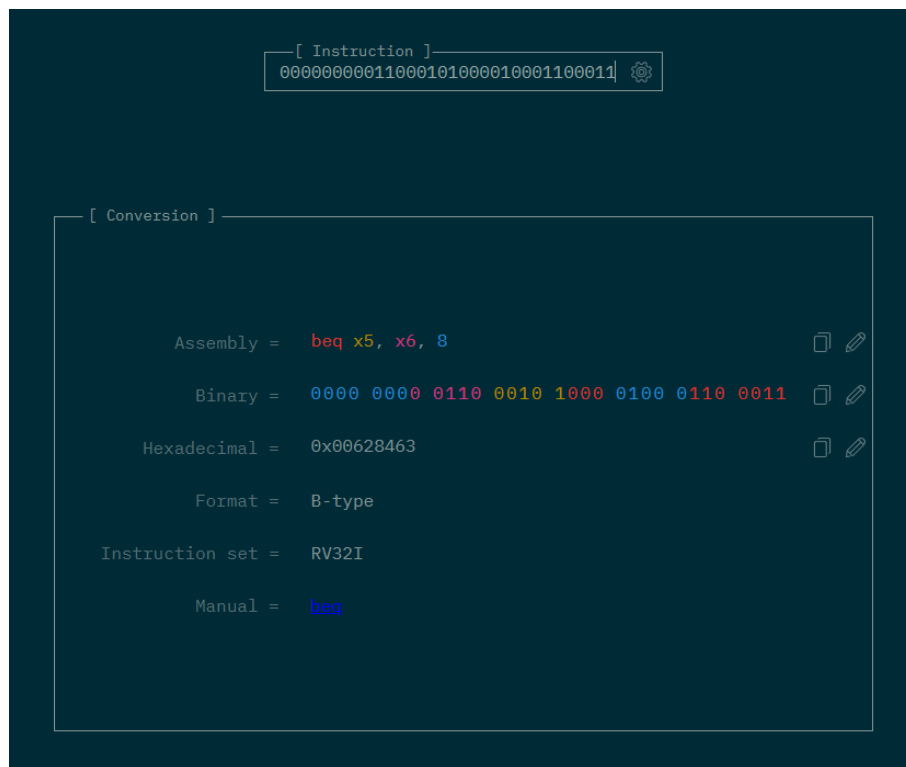 [ Instruction ]
00000000011000101000010001100011
[ Conversion ]
Assembly = beq x5, x6, 8
Binary = 0000 0000 0110 0010 1000 0100 0110 0011
Hexadecimal = 0x00628463
Format = B-type
Instruction set = RV32I
Manual = beq